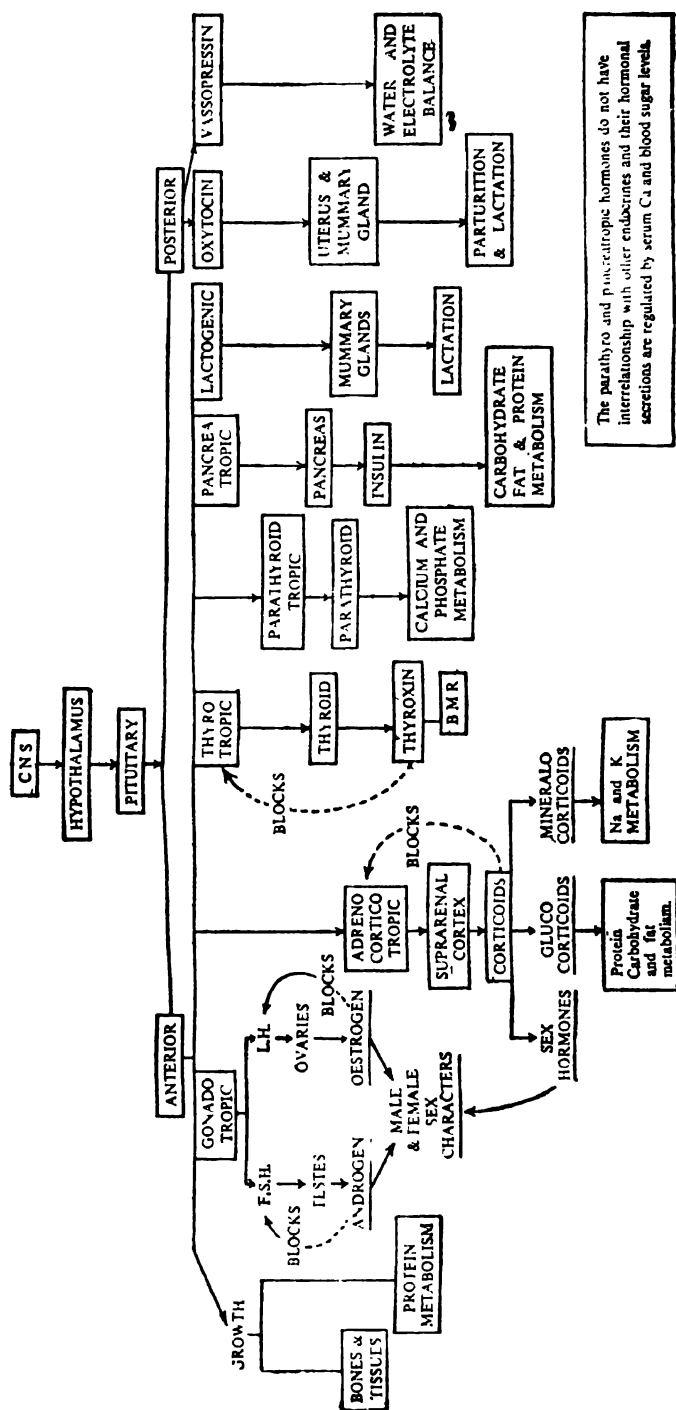 CNS
HYPOTHALAMUS
PITUITARY
ANTERIOR
POSTERIOR
GROWTH
BONES &
TISSUES
PROTEIN
METABOLISM
GONADO
TROPIC
F.S.H.
TESTES
ANDROGEN
BLOCKS
L.H.
OVARIES
OESTROGEN
BLOCKS
MALE
& FEMALE
SEX
CHARACTERS
ADRENO
CORTICO
TROPIC
SUPRARENAL
CORTEX
CORTICOIDS
BLOCKS
SEX
HORMONES
GLUCO
CORTICOIDS
Protein
Carbohydrate
and fat
metabolism.
MINERALO
CORTICOIDS
Na and K
METABOLISM
THYRO
TROPIC
THYROID
THYROXIN
BMR
BLOCKS
PARATHYROID
TROPIC
PARATHYROID
CALCIUM AND
PHOSPHATE
METABOLISM
PANCREA
TROPIC
PANCREAS
INSULIN
CARBOHYDRATE
FAT & PROTEIN
METABOLISM
LACTOGENIC
MUMMARY
GLANDS
LACTATION
OXYTOCIN
UTERUS &
MUMMARY
GLAND
PARTURITION
& LACTATION
VASSOPRESSIN
WATER AND
ELECTROLYTE
BALANCE
The parathyro and pancreatropic hormones do not have
interrelationship with other endocrines and their hormonal
secretions are regulated by serum Ca and blood sugar levels.